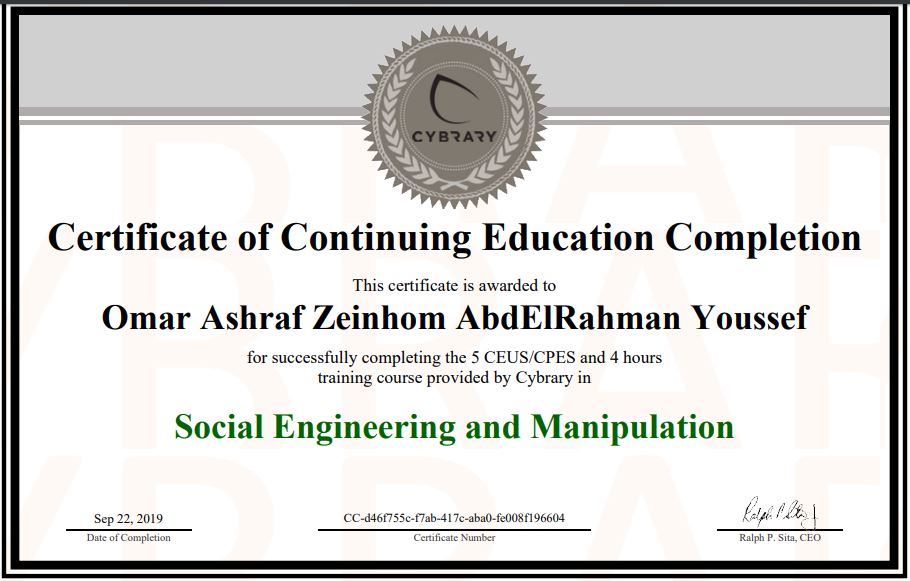 CYBRARY
Certificate of Continuing Education Completion
This certificate is awarded to
Omar Ashraf Zeinhom AbdElRahman Youssef
for successfully completing the 5 CEUS/CPES and 4 hours
training course provided by Cybrary in
Social Engineering and Manipulation
Sep 22, 2019
Date of Completion
CC-d46f755c-f7ab-417c-aba0-fe008f196604
Certificate Number
Ralph P. Sita
Ralph P. Sita, CEO